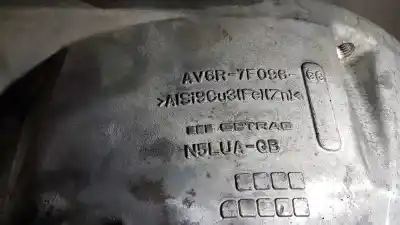 AV6R-7F096-
>AlSi9Cu3(Fe)(Zn)<
GETRAG
N5LUA-GB